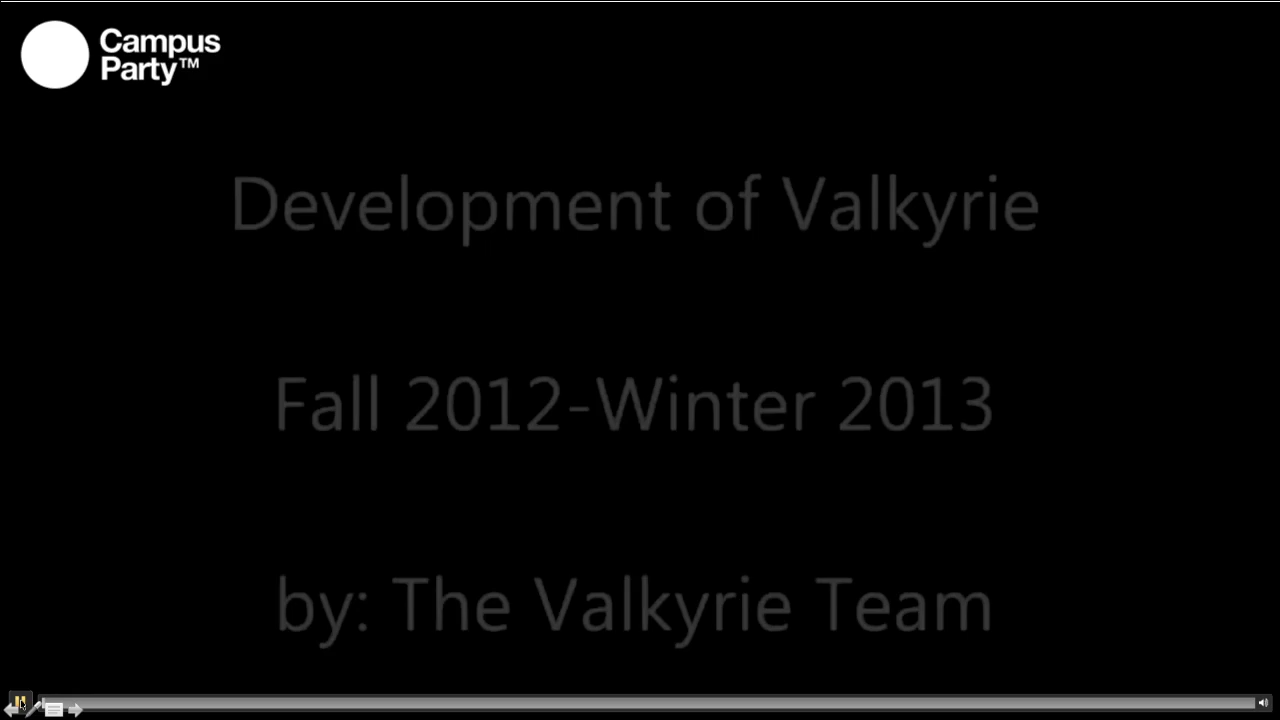 Campus
Party™
Development of Valkyrie
Fall 2012-Winter 2013
by: The Valkyrie Team